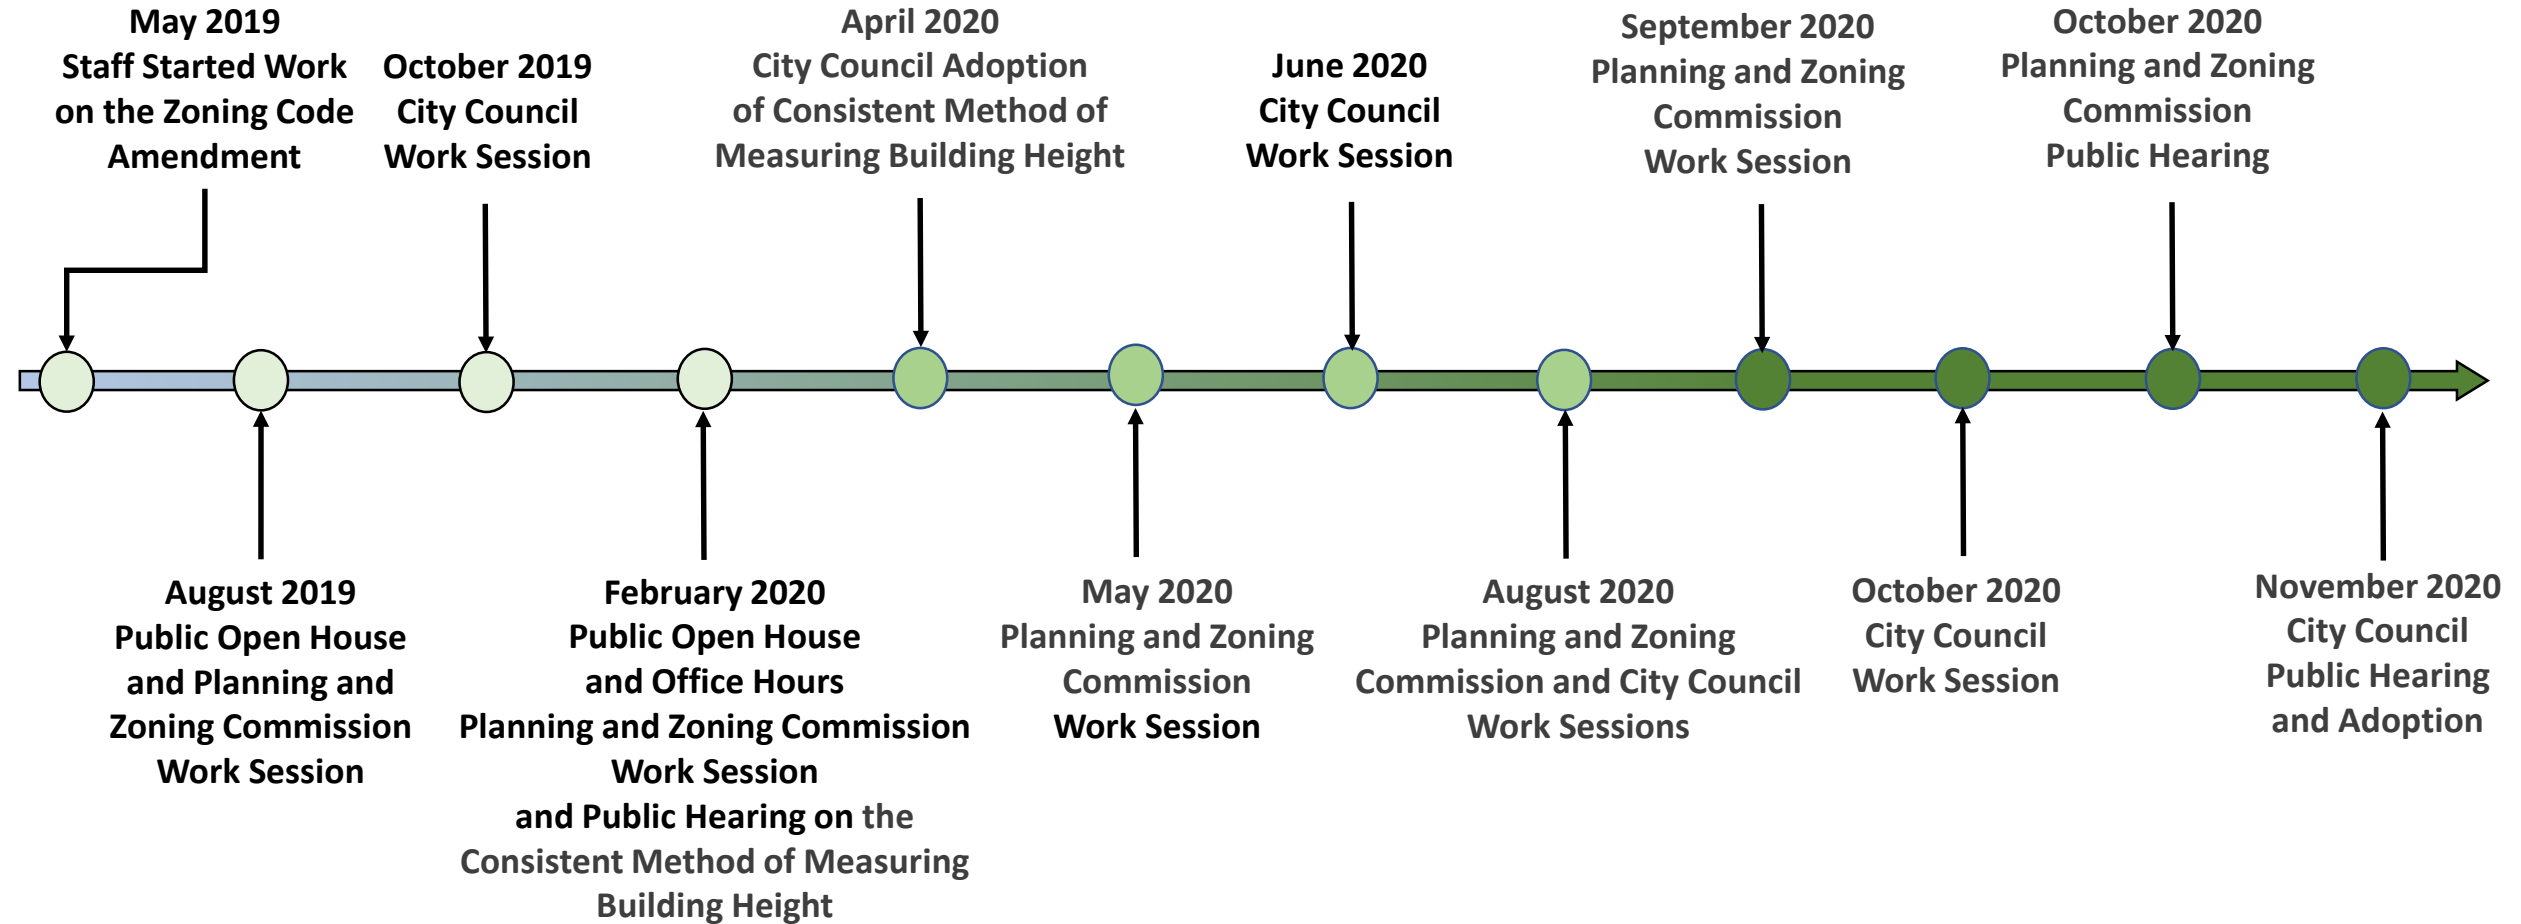 May 2019
Staff Started Work
on the Zoning Code
Amendment
October 2019
City Council
Work Session
April 2020
City Council Adoption
of Consistent Method of
Measuring Building Height
June 2020
City Council
Work Session
September 2020
Planning and Zoning
Commission
Work Session
October 2020
Planning and Zoning
Commission
Public Hearing
August 2019
Public Open House
and Planning and
Zoning Commission
Work Session
February 2020
Public Open House
and Office Hours
Planning and Zoning Commission
Work Session
and Public Hearing on the
Consistent Method of Measuring
Building Height
May 2020
Planning and Zoning
Commission
Work Session
August 2020
Planning and Zoning
Commission and City Council
Work Sessions
October 2020
City Council
Work Session
November 2020
City Council
Public Hearing
and Adoption